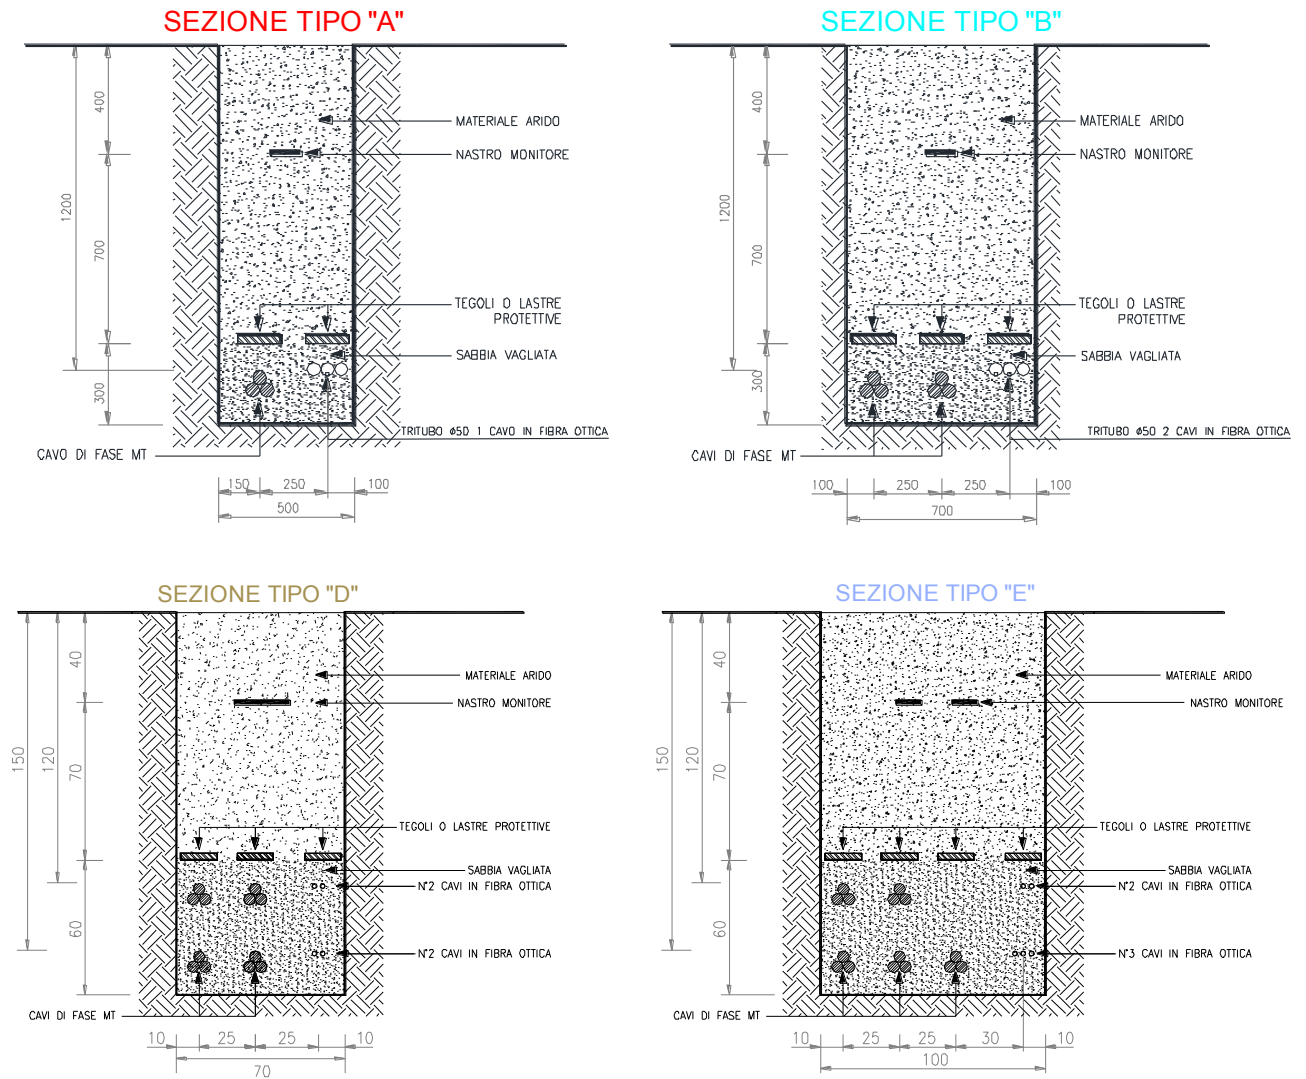 SEZIONE TIPO "A"
400
1200
700
300
MATERIALE ARIDO
NASTRO MONITORE
TEGOLI O LASTRE
PROTETTIVE
SABBIA VAGLIATA
TRITUBO ø50 1 CAVO IN FIBRA OTTICA
CAVO DI FASE MT
150 250 100
500
SEZIONE TIPO "B"
400
1200
700
300
MATERIALE ARIDO
NASTRO MONITORE
TEGOLI O LASTRE
PROTETTIVE
SABBIA VAGLIATA
TRITUBO ø50 2 CAVI IN FIBRA OTTICA
CAVI DI FASE MT
100 250 250 100
700
SEZIONE TIPO "D"
40
150
120
70
60
MATERIALE ARIDO
NASTRO MONITORE
TEGOLI O LASTRE PROTETTIVE
SABBIA VAGLIATA
N°2 CAVI IN FIBRA OTTICA
N°2 CAVI IN FIBRA OTTICA
CAVI DI FASE MT
10 25 25 10
70
SEZIONE TIPO "E"
40
150
120
70
60
MATERIALE ARIDO
NASTRO MONITORE
TEGOLI O LASTRE PROTETTIVE
SABBIA VAGLIATA
N°2 CAVI IN FIBRA OTTICA
N°3 CAVI IN FIBRA OTTICA
CAVI DI FASE MT
10 25 25 30 10
100